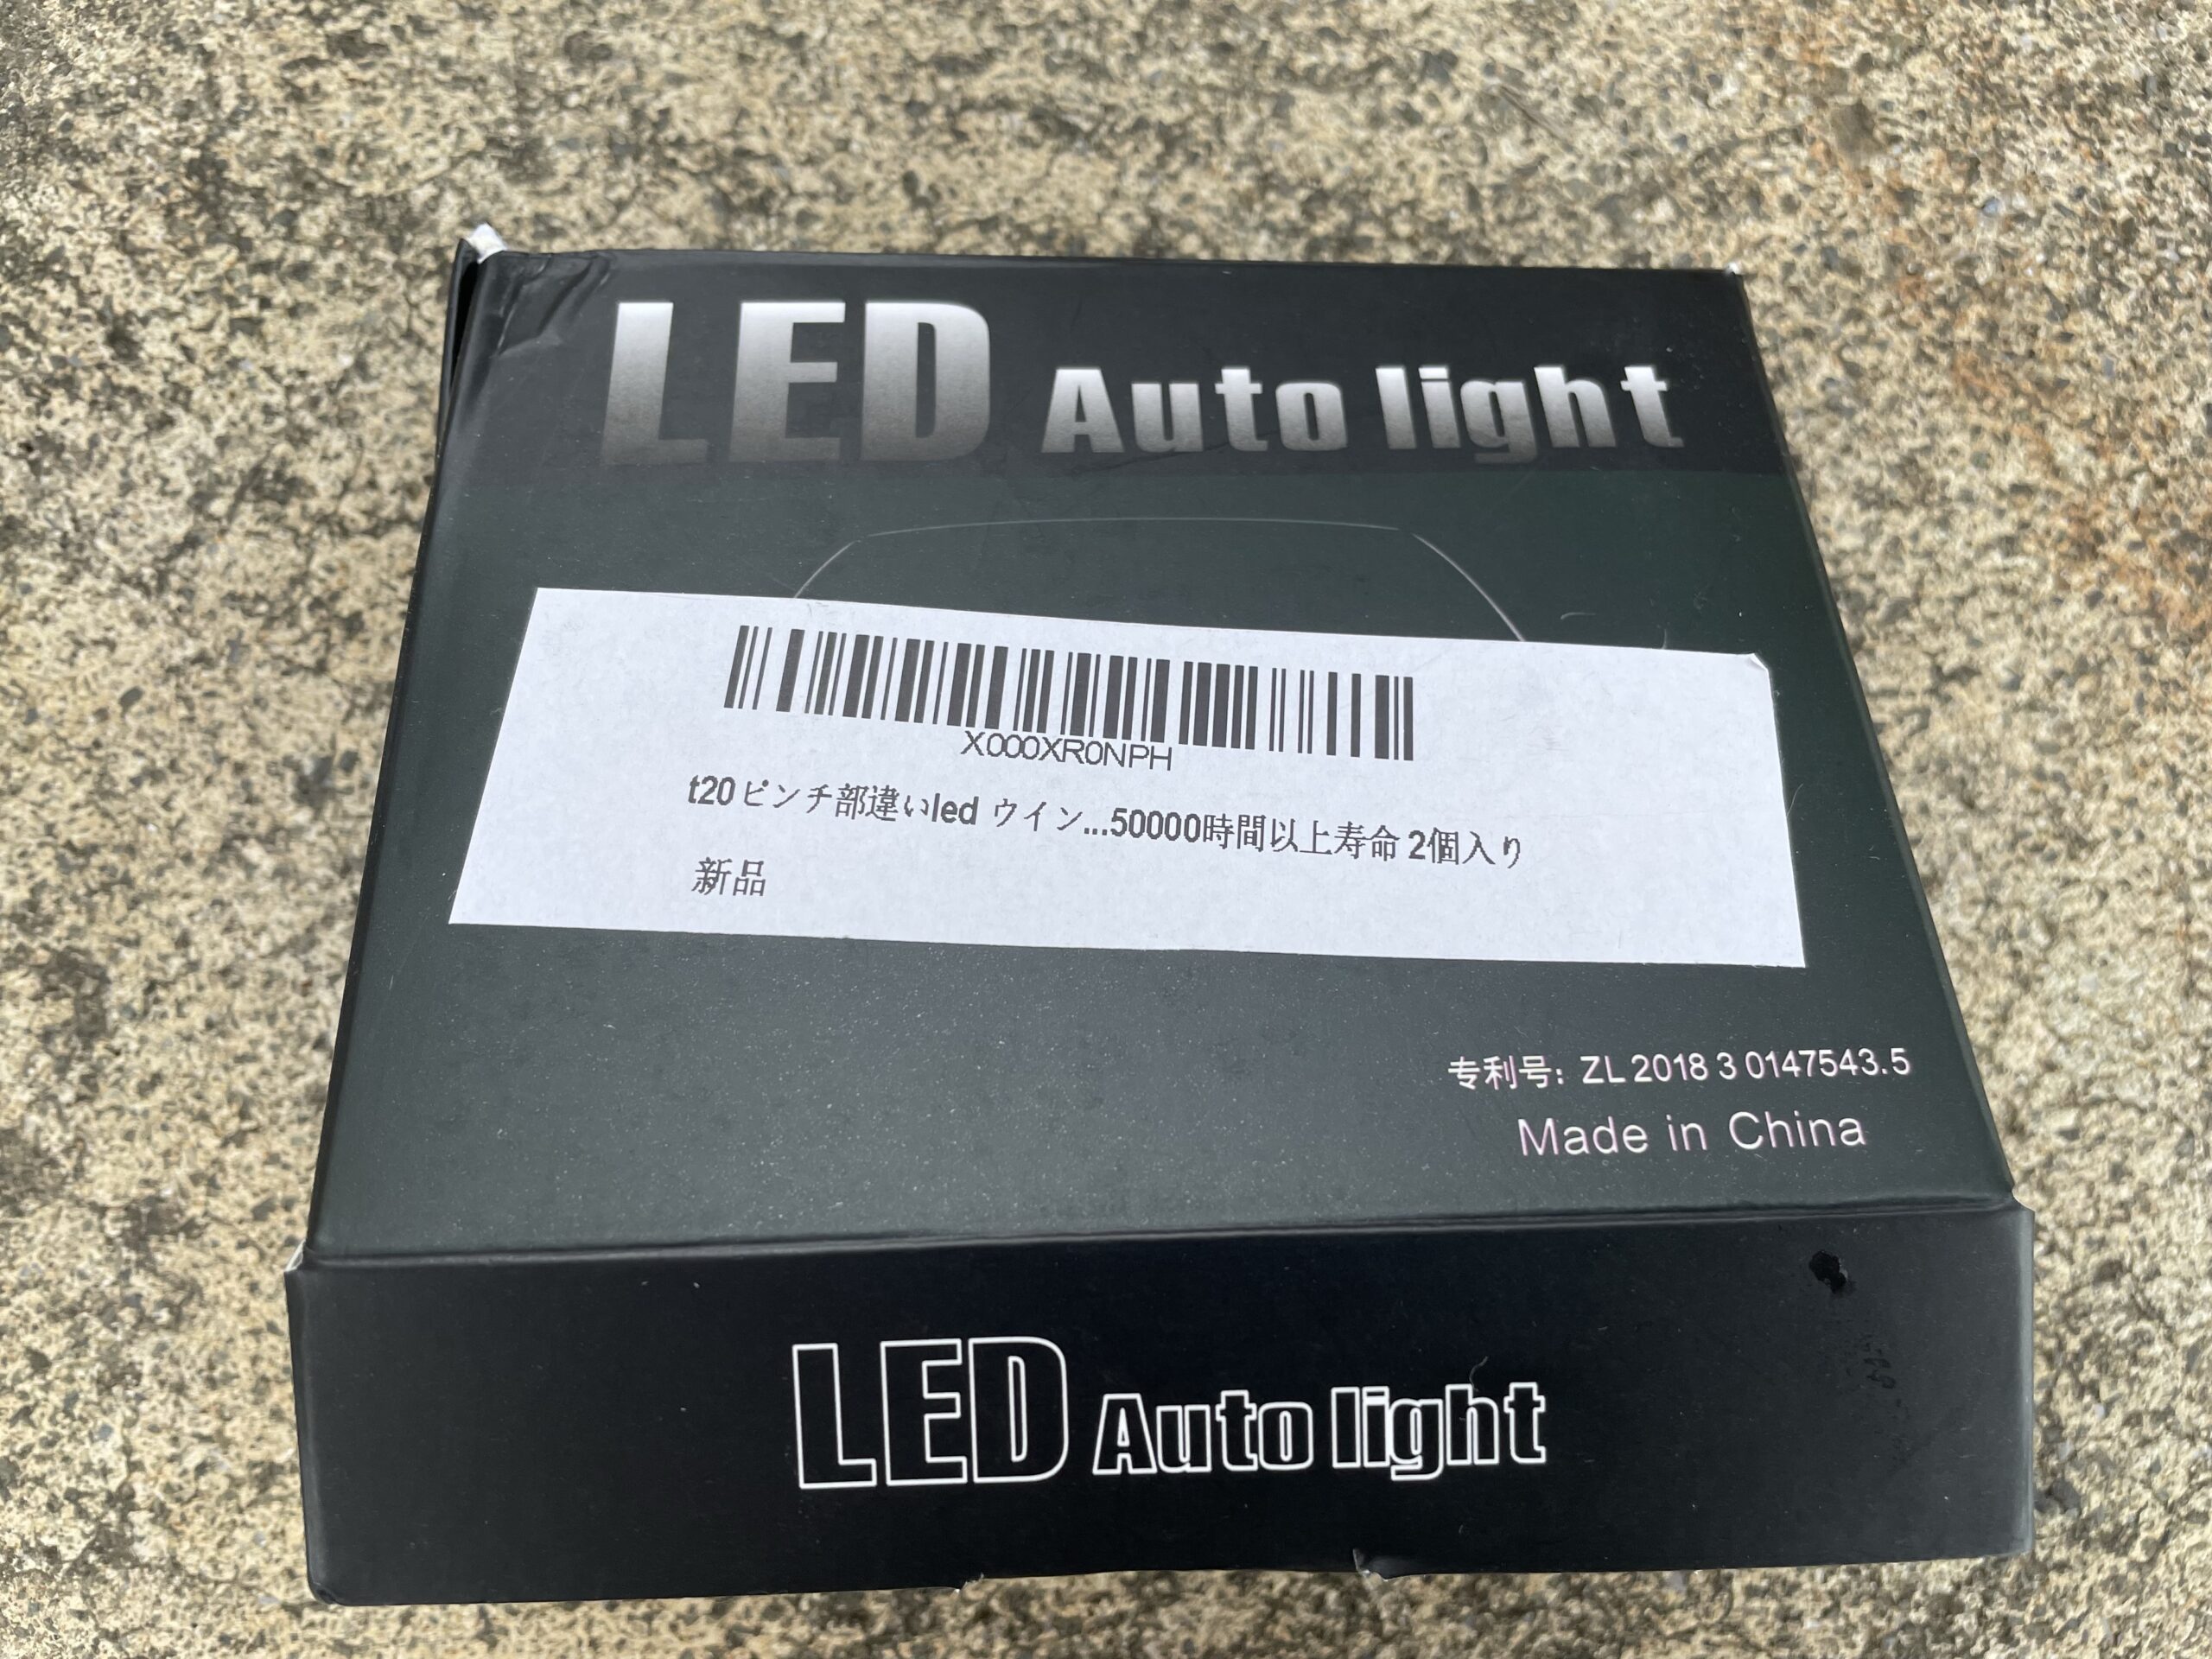 LED Auto light
X000XR0NPH
t20ピンチ部違いled ウイン...50000時間以上寿命 2個入り
新品
专利号: ZL 2018 3 0147543.5
Made in China
LED Auto light